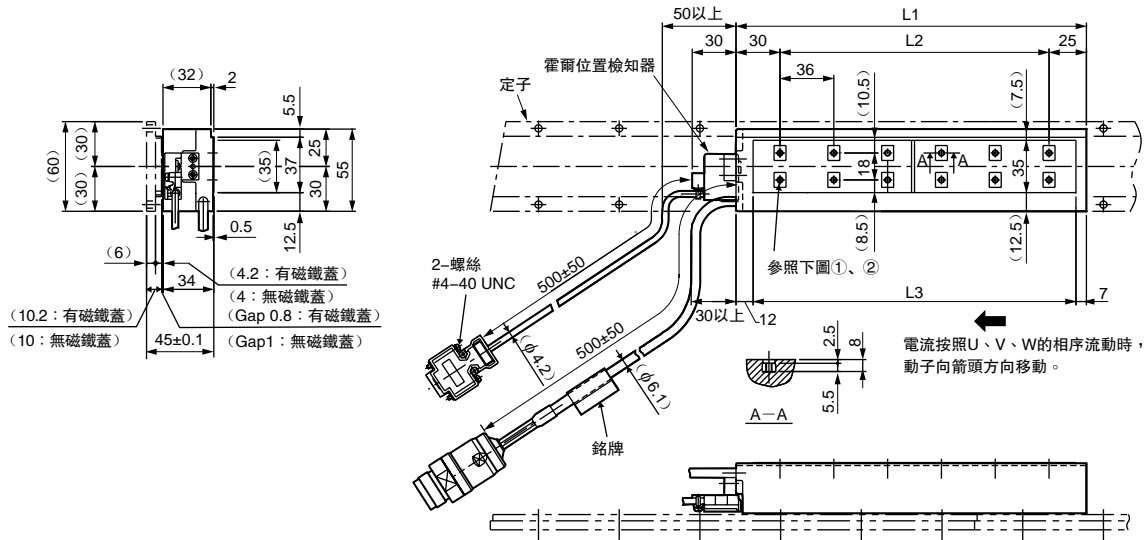 50以上
L1
30
30
L2
25
36
霍爾位置檢知器
定子
（10.5）
（7.5）
18
35
A
A
（8.5）
（12.5）
參照下圖①、②
L3
7
12
30以上
500±50
500±50
2–螺絲
#4–40 UNC
（φ4.2）
（φ6.1）
銘牌
2.5
8
5.5
A－A
電流按照U、V、W的相序流動時，
動子向箭頭方向移動。
（32）
2
5.5
（60）
（30）
（30）
（35）
37
25
30
55
0.5
12.5
（6）
34
（4.2：有磁鐵蓋）
（4：無磁鐵蓋）
（10.2：有磁鐵蓋）
（10：無磁鐵蓋）
（Gap 0.8：有磁鐵蓋）
（Gap1：無磁鐵蓋）
45±0.1